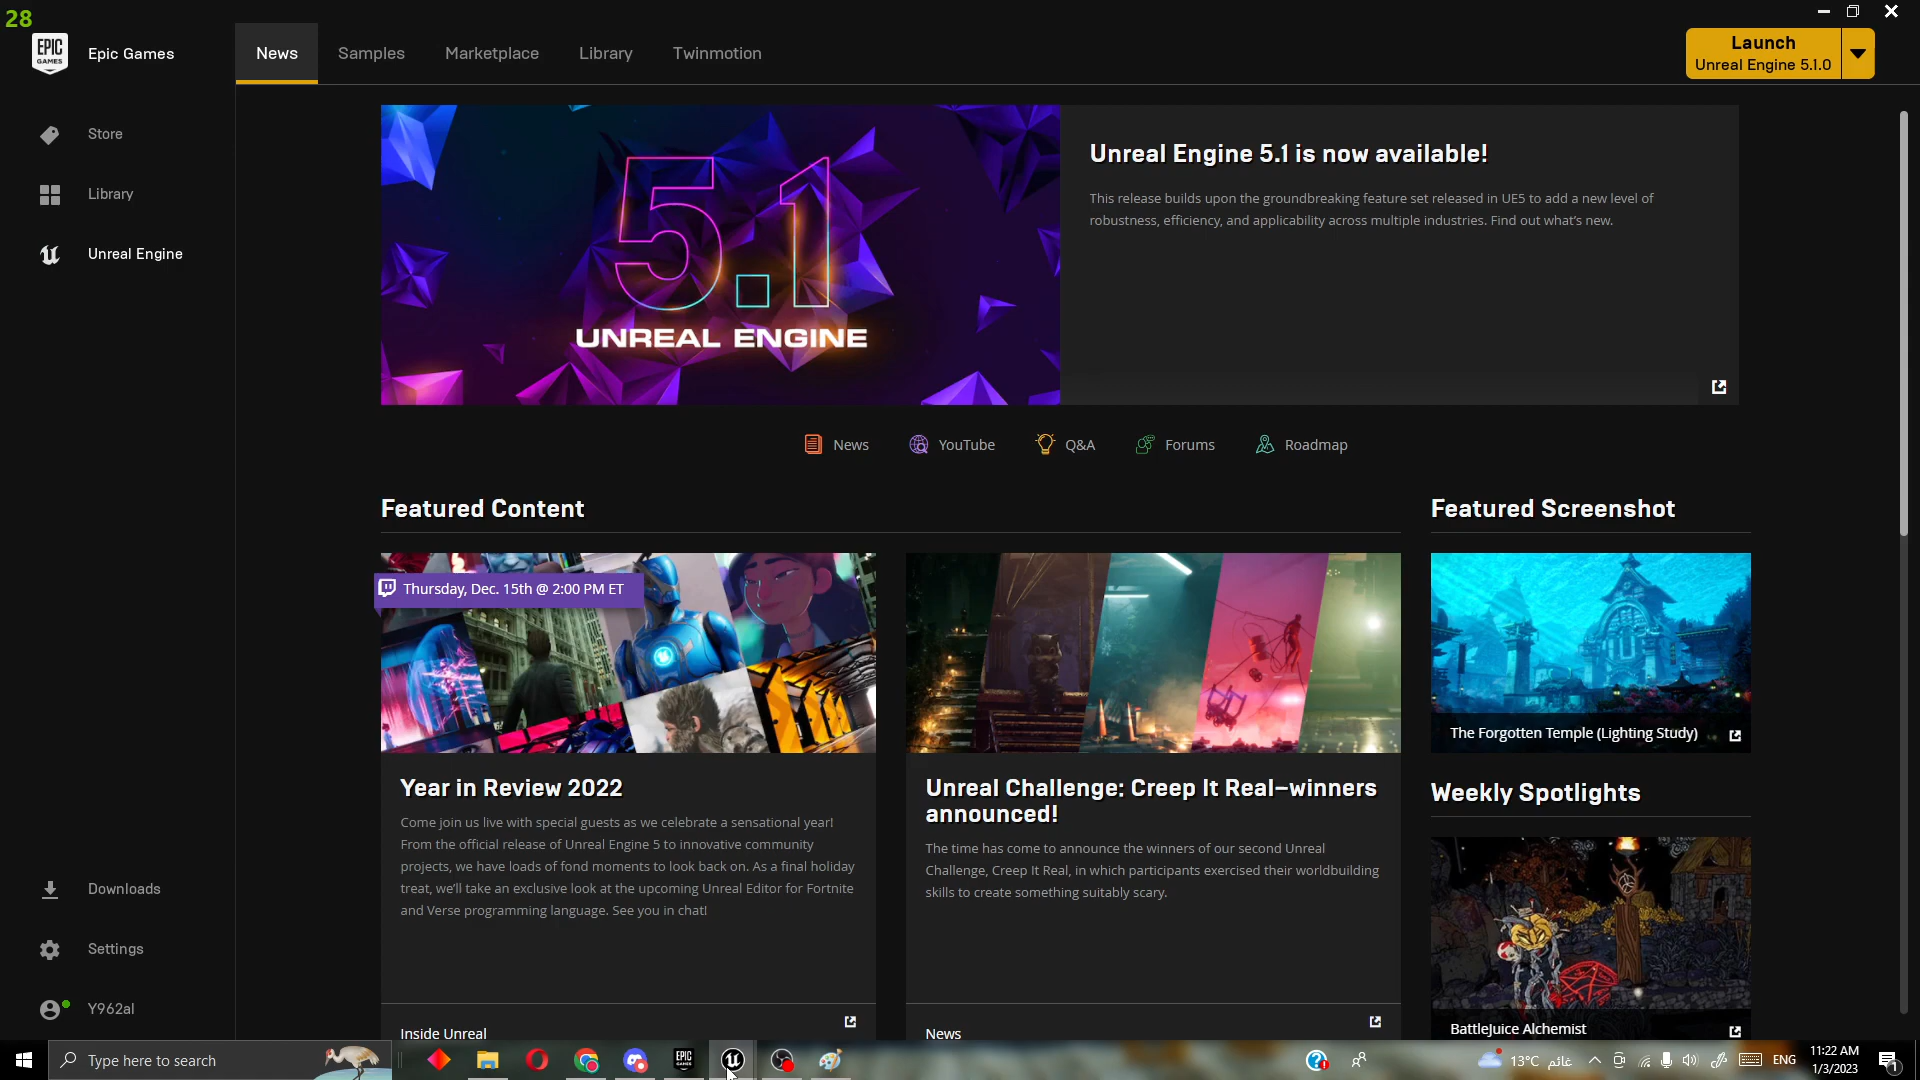 28
EPIC
GAMES
Epic Games
News
Samples
Marketplace
Library
Twinmotion
Launch
Unreal Engine 5.1.0
Store
Library
Unreal Engine
5.1
UNREAL ENGINE
Unreal Engine 5.1 is now available!
This release builds upon the groundbreaking feature set released in UE5 to add a new level of
robustness, efficiency, and applicability across multiple industries. Find out what's new.
News
YouTube
Q&A
Forums
Roadmap
Featured Content
Featured Screenshot
Thursday, Dec. 15th @ 2:00 PM ET
The Forgotten Temple (Lighting Study)
Year in Review 2022
Come join us live with special guests as we celebrate a sensational year!
From the official release of Unreal Engine 5 to innovative community
projects, we have loads of fond moments to look back on. As a final holiday
treat, we'll take an exclusive look at the upcoming Unreal Editor for Fortnite
and Verse programming language. See you in chat!
Inside Unreal
Unreal Challenge: Creep It Real–winners
announced!
The time has come to announce the winners of our second Unreal
Challenge, Creep It Real, in which participants exercised their worldbuilding
skills to create something suitably scary.
News
Weekly Spotlights
BattleJuice Alchemist
Downloads
Settings
Y962al
Type here to search
EPIC
GAMES
13°C غائم
ENG
11:22 AM
1/3/2023
1